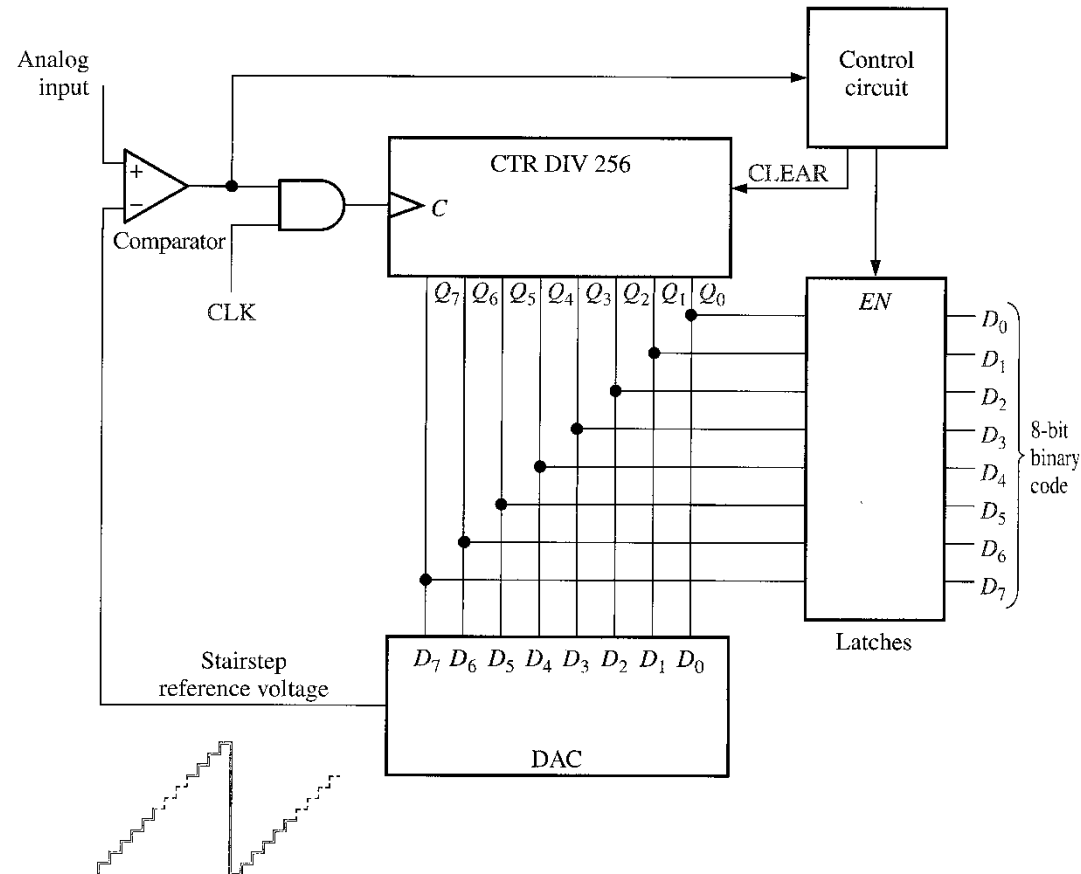 Analog
input
Control
circuit
+
−
Comparator
CLK
CTR DIV 256
C
CLEAR
Q7 Q6 Q5 Q4 Q3 Q2 Q1 Q0
EN
D0
D1
D2
D3
D4
D5
D6
D7
8-bit
binary
code
Latches
Stairstep
reference voltage
D7 D6 D5 D4 D3 D2 D1 D0
DAC